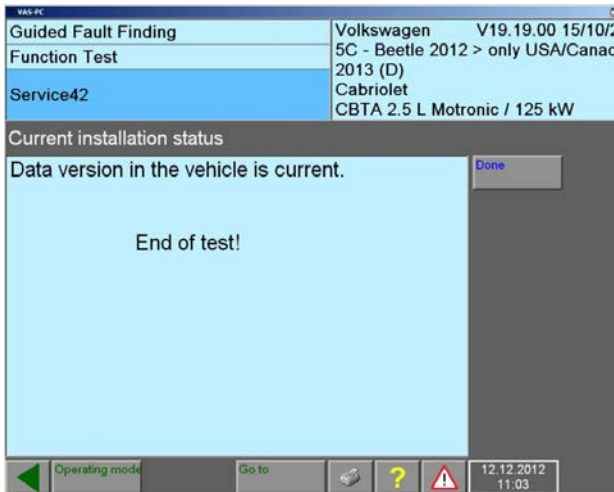 VAS-PC
Guided Fault Finding
Function Test
Service42
Volkswagen V19.19.00 15/10/2
5C - Beetle 2012 > only USA/Canad
2013 (D)
Cabriolet
CBTA 2.5 L Motronic / 125 kW
Current installation status
Data version in the vehicle is current.
End of test!
Done
Operating mode
Go to
?
12.12.2012
11:03